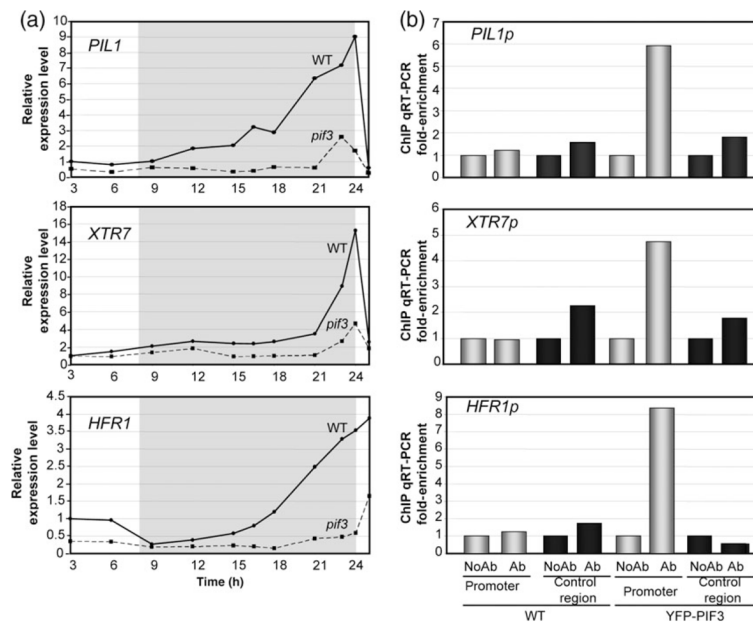 (a)
Relative
expression level
PIL1
10
9
8
7
6
5
4
3
2
1
0
WT
pif3
3 6 9 12 15 18 21 24
Relative
expression level
XTR7
18
16
14
12
10
8
6
4
2
0
WT
pif3
3 6 9 12 15 18 21 24
Relative
expression level
HFR1
4.5
4
3.5
3
2.5
2
1.5
1
0.5
0
WT
pif3
3 6 9 12 15 18 21 24
Time (h)
(b)
ChIP qRT-PCR
fold-enrichment
PIL1p
7
6
5
4
3
2
1
0
ChIP qRT-PCR
fold-enrichment
XTR7p
6
5
4
3
2
1
0
ChIP qRT-PCR
fold-enrichment
HFR1p
9
8
7
6
5
4
3
2
1
0
NoAb Ab NoAb Ab NoAb Ab NoAb Ab
Promoter Control
region Promoter Control
region
WT YFP-PIF3